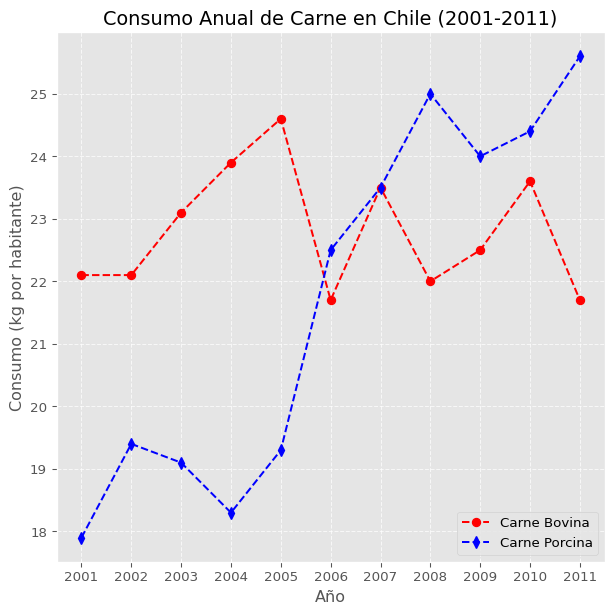 Consumo Anual de Carne en Chile (2001-2011)
Consumo (kg por habitante)
25
24
23
22
21
20
19
18
2001 2002 2003 2004 2005 2006 2007 2008 2009 2010 2011
Año
Carne Bovina
Carne Porcina